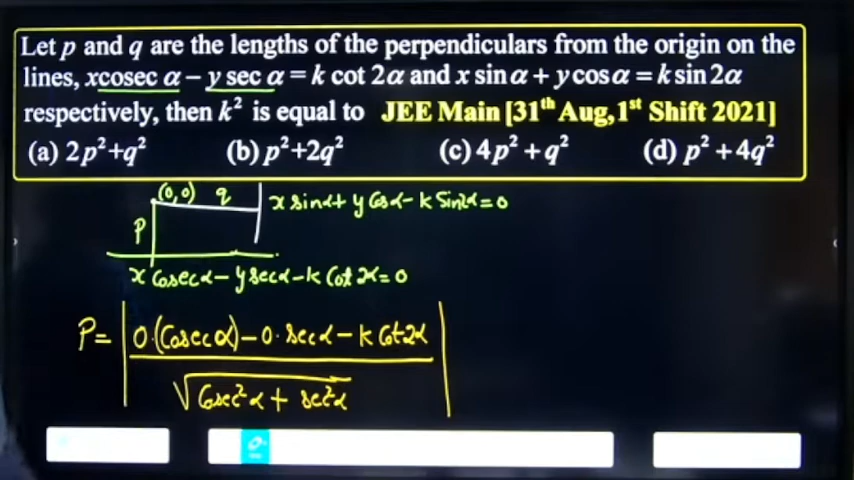 Let p and q are the lengths of the perpendiculars from the origin on the
lines, xcosec α − y sec α = k cot 2α and x sin α + y cos α = k sin 2α
respectively, then k² is equal to JEE Main [31th Aug,1st Shift 2021]
(a) 2p²+q² (b) p²+2q² (c) 4p² +q² (d) p² +4q²
(0,0) q x sinα + y Cosα − k Sin2α = 0
P
x Cosecα − y secα − k Cot 2α = 0
P = | 0·(Cosec α) − 0· secα − k Cot2α |
√Cosec²α + sec²α